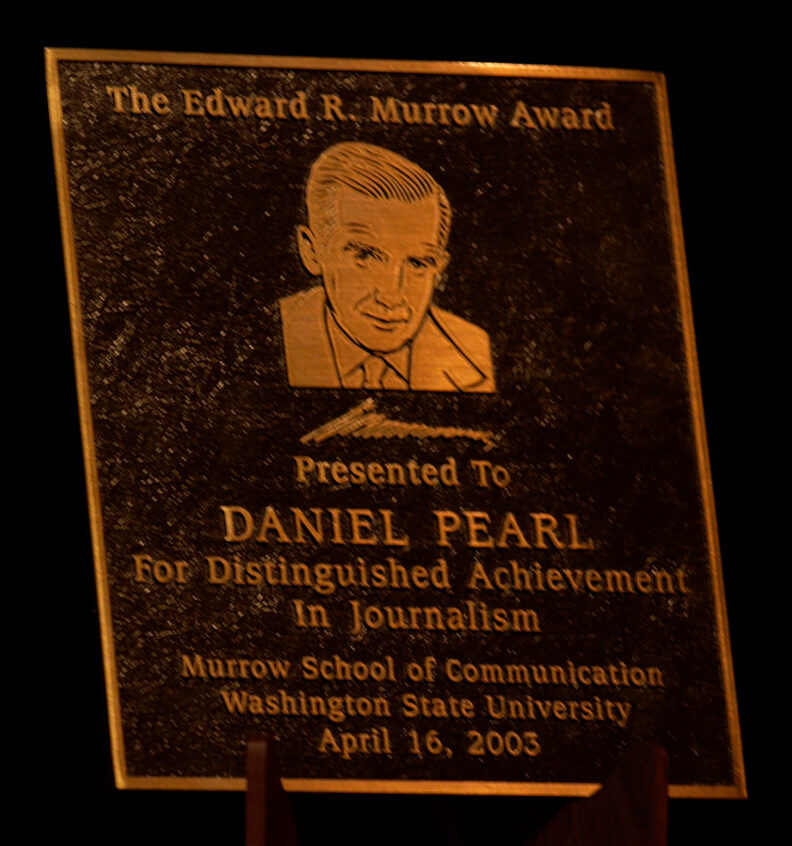 The Edward R. Murrow Award
Presented To
DANIEL PEARL
For Distinguished Achievement
In Journalism
Murrow School of Communication
Washington State University
April 16, 2003